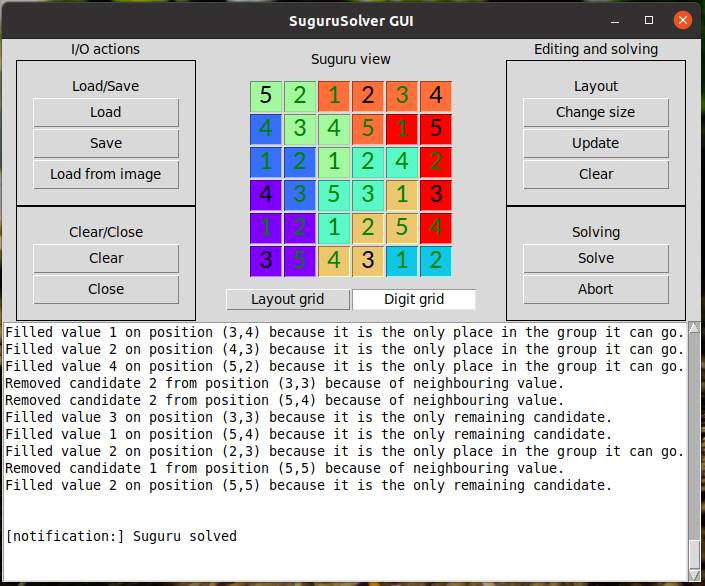 SuguruSolver GUI
I/O actions
Suguru view
Editing and solving
Load/Save
Load
Save
Load from image
Clear/Close
Clear
Close
5 2 1 2 3 4
4 3 4 5 1 5
1 2 1 2 4 2
4 3 5 3 1 3
1 2 1 2 5 4
3 5 4 3 1 2
Layout grid
Digit grid
Layout
Change size
Update
Clear
Solving
Solve
Abort
Filled value 1 on position (3,4) because it is the only place in the group it can go.
Filled value 2 on position (4,3) because it is the only place in the group it can go.
Filled value 4 on position (5,2) because it is the only place in the group it can go.
Removed candidate 2 from position (3,3) because of neighbouring value.
Removed candidate 2 from position (5,4) because of neighbouring value.
Filled value 3 on position (3,3) because it is the only remaining candidate.
Filled value 1 on position (5,4) because it is the only remaining candidate.
Filled value 2 on position (2,3) because it is the only place in the group it can go.
Removed candidate 1 from position (5,5) because of neighbouring value.
Filled value 2 on position (5,5) because it is the only remaining candidate.
[notification:] Suguru solved